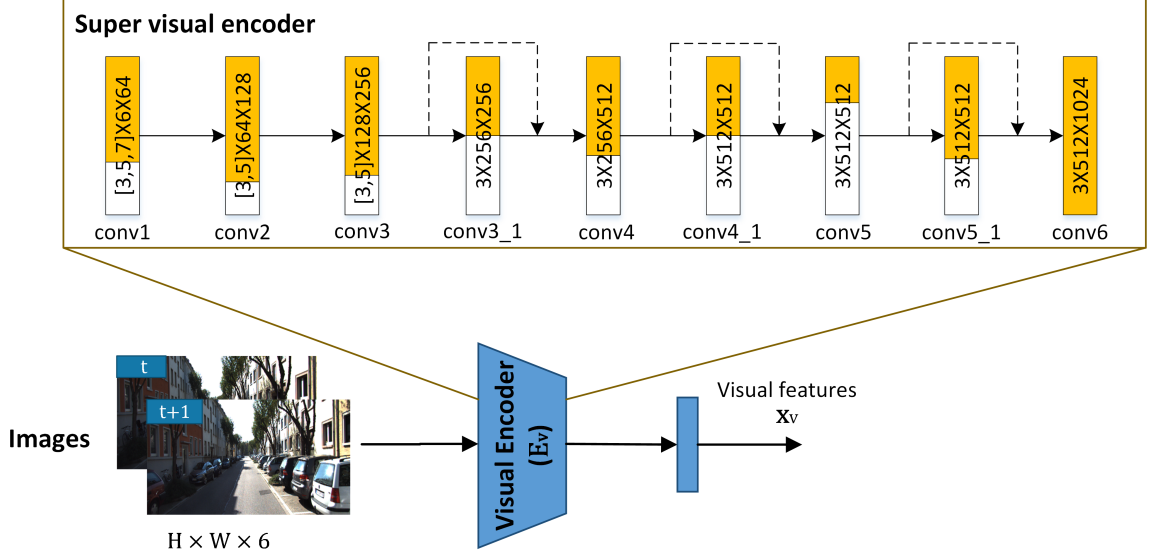 Super visual encoder
[3,5,7]X6X64
[3,5]X64X128
[3,5]X128X256
3X256X256
3X256X512
3X512X512
3X512X512
3X512X512
3X512X1024
conv1
conv2
conv3
conv3_1
conv4
conv4_1
conv5
conv5_1
conv6
Images
t
t+1
H × W × 6
Visual Encoder
(Ev)
Visual features
xv